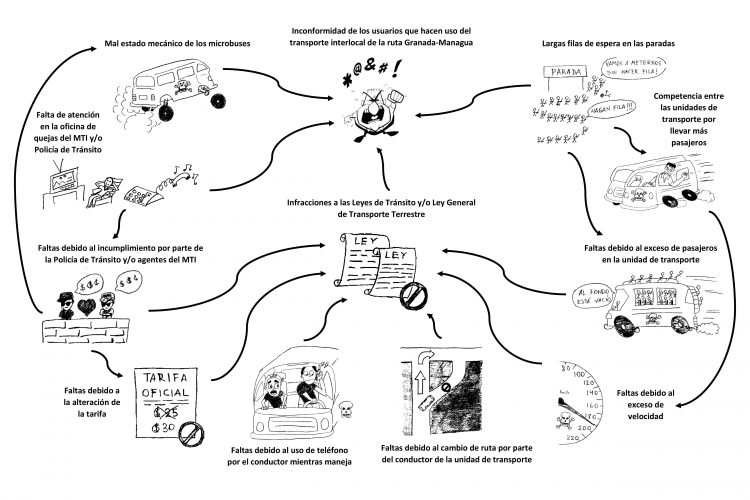 Inconformidad de los usuarios que hacen uso del
transporte interlocal de la ruta Granada-Managua
*@&#!
Mal estado mecánico de los microbuses
Largas filas de espera en las paradas
PARADA
VAMOS A METERNOS
SIN HACER FILA!
HAGAN FILA!!!
Competencia entre
las unidades de
transporte por
llevar más
pasajeros
Falta de atención
en la oficina de
quejas del MTI y/o
Policía de Tránsito
Infracciones a las Leyes de Tránsito y/o Ley General
de Transporte Terrestre
LEY
LEY
Faltas debido al incumplimiento por parte de
la Policía de Tránsito y/o agentes del MTI
$$$
$$$
Faltas debido al exceso de pasajeros
en la unidad de transporte
AL FONDO
ESTÁ VACÍO
Faltas debido a
la alteración de
la tarifa
TARIFA
OFICIAL
$25
$30
Faltas debido al uso de teléfono
por el conductor mientras maneja
Faltas debido al cambio de ruta por parte
del conductor de la unidad de transporte
80
100
120
140
160
180
200
220
Faltas debido al
exceso de
velocidad